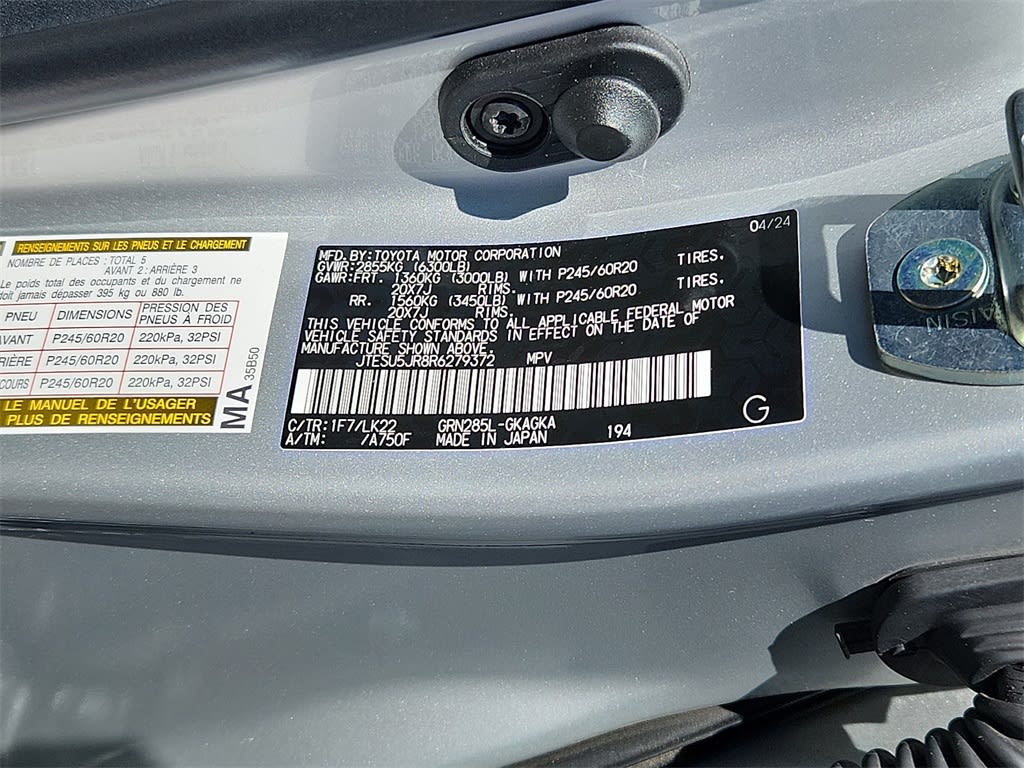 RENSEIGNEMENTS SUR LES PNEUS ET LE CHARGEMENT
NOMBRE DE PLACES : TOTAL 5
AVANT 2 : ARRIÈRE 3
Le poids total des occupants et du chargement ne
doit jamais dépasser 395 kg ou 880 lb.
PNEU DIMENSIONS PRESSION DES PNEUS À FROID
AVANT P245/60R20 220kPa, 32PSI
P245/60R20 220kPa, 32PSI
P245/60R20 220kPa, 32PSI
LE MANUEL DE L'USAGER
PLUS DE RENSEIGNEMENTS
MA 35B50
04/24
MFD.BY:TOYOTA MOTOR CORPORATION
GVWR:2855KG (6300LB)
GAWR:FRT. 1360KG (3000LB) WITH P245/60R20 TIRES.
20X7J RIMS.
RR. 1560KG (3450LB) WITH P245/60R20 TIRES.
20X7J RIMS.
THIS VEHICLE CONFORMS TO ALL APPLICABLE FEDERAL MOTOR
VEHICLE SAFETY STANDARDS IN EFFECT ON THE DATE OF
MANUFACTURE SHOWN ABOVE.
JTESU5JR8R6279372 MPV
C/TR:1F7/LK22 GRN285L-GKAGKA
A/TM: /A750F MADE IN JAPAN 194
G
AISIN